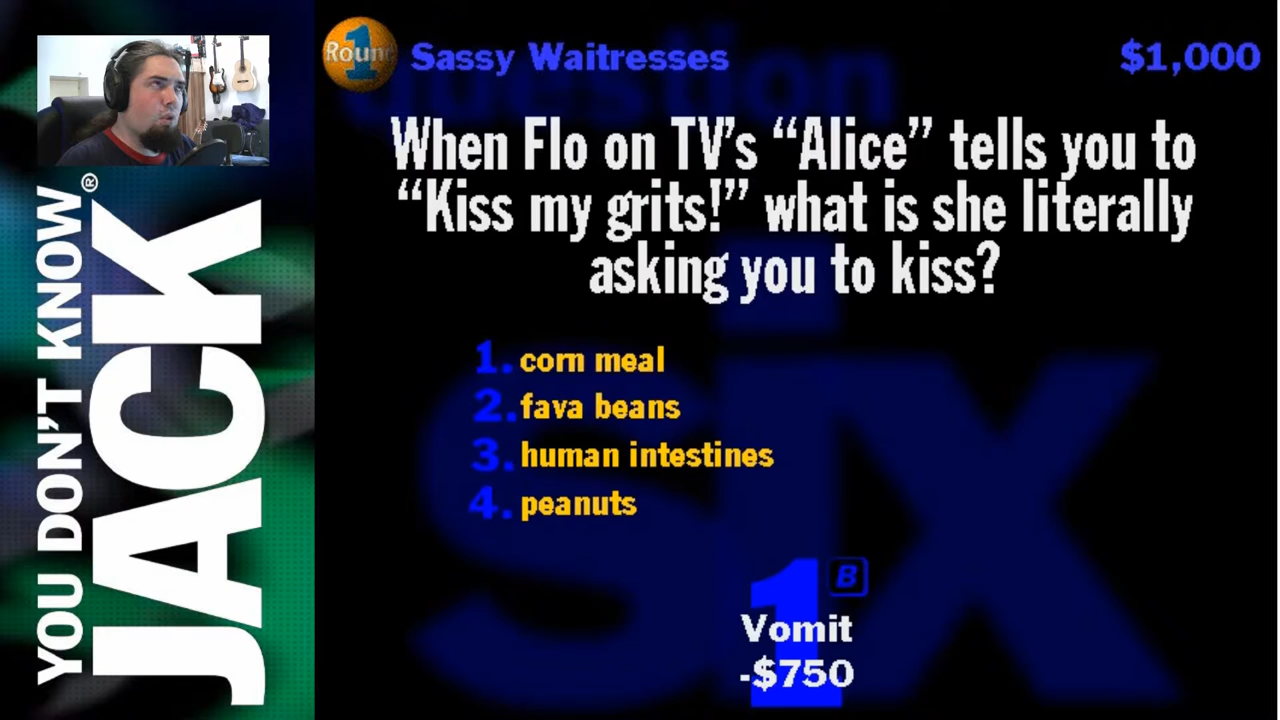 Round 1
Sassy Waitresses
$1,000
question
When Flo on TV's “Alice” tells you to
“Kiss my grits!” what is she literally
asking you to kiss?
1. corn meal
2. fava beans
3. human intestines
4. peanuts
six
1 B
Vomit
-$750
YOU DON'T KNOW
JACK®